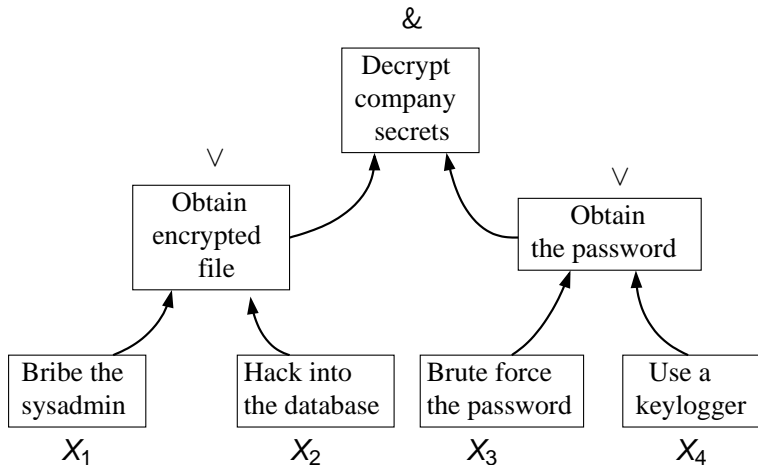 &
Decrypt
company
secrets
∨
Obtain
encrypted
file
∨
Obtain
the password
Bribe the
sysadmin
Hack into
the database
Brute force
the password
Use a
keylogger
X1
X2
X3
X4